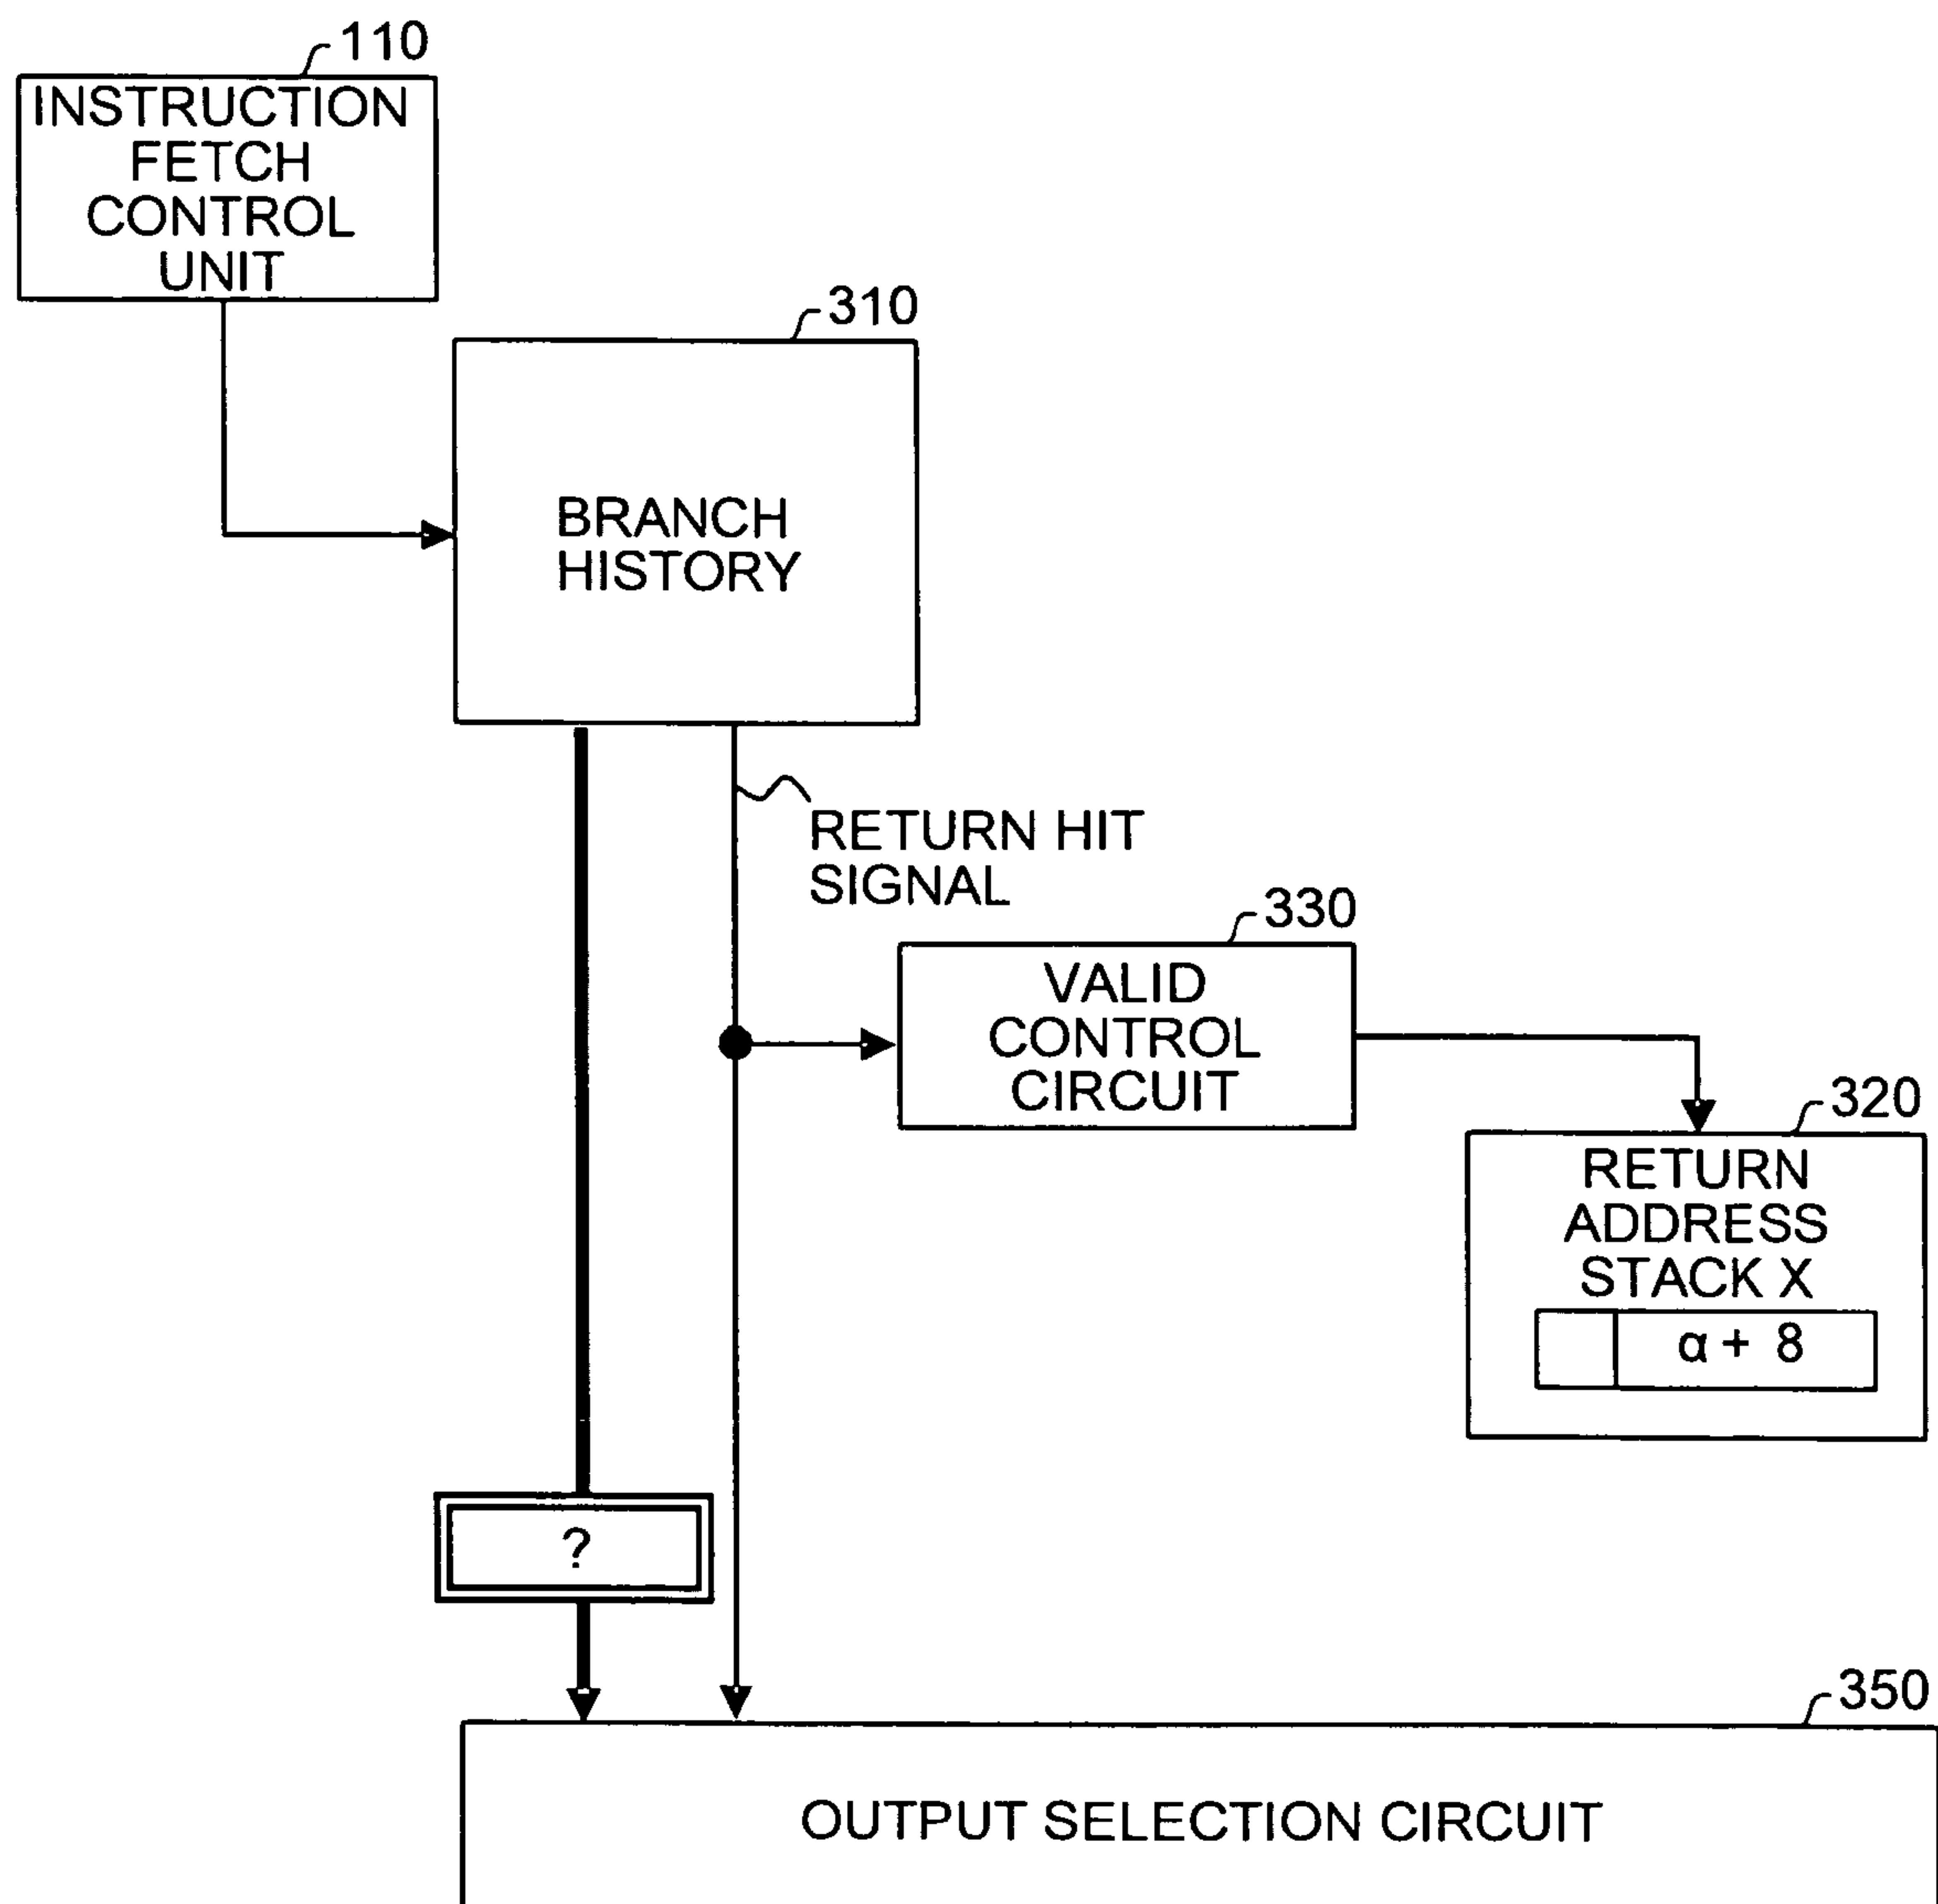 110
INSTRUCTION
FETCH
CONTROL
UNIT
310
BRANCH
HISTORY
RETURN HIT
SIGNAL
330
VALID
CONTROL
CIRCUIT
320
RETURN
ADDRESS
STACK X
α + 8
?
350
OUTPUT SELECTION CIRCUIT